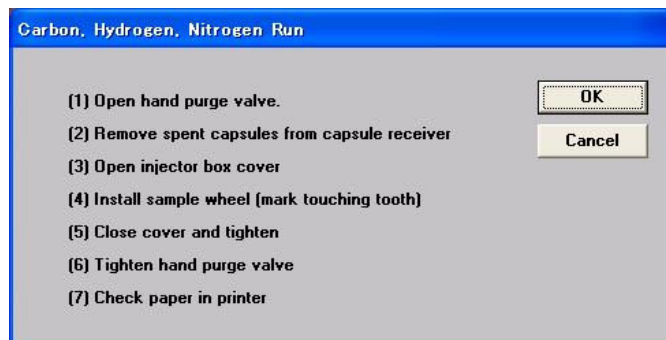 Carbon, Hydrogen, Nitrogen Run
(1) Open hand purge valve.
(2) Remove spent capsules from capsule receiver
(3) Open injector box cover
(4) Install sample wheel (mark touching tooth)
(5) Close cover and tighten
(6) Tighten hand purge valve
(7) Check paper in printer
OK
Cancel